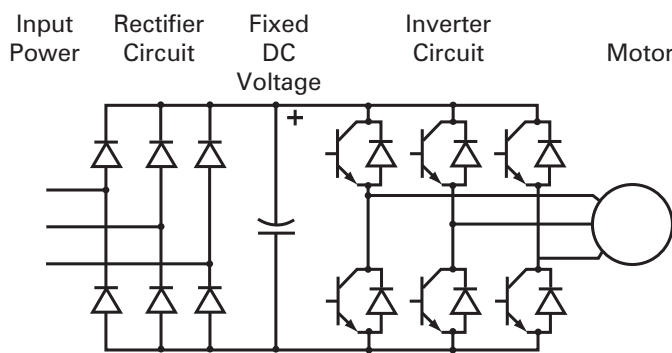 Input
Power
Rectifier
Circuit
Fixed
DC
Voltage
Inverter
Circuit
Motor
+